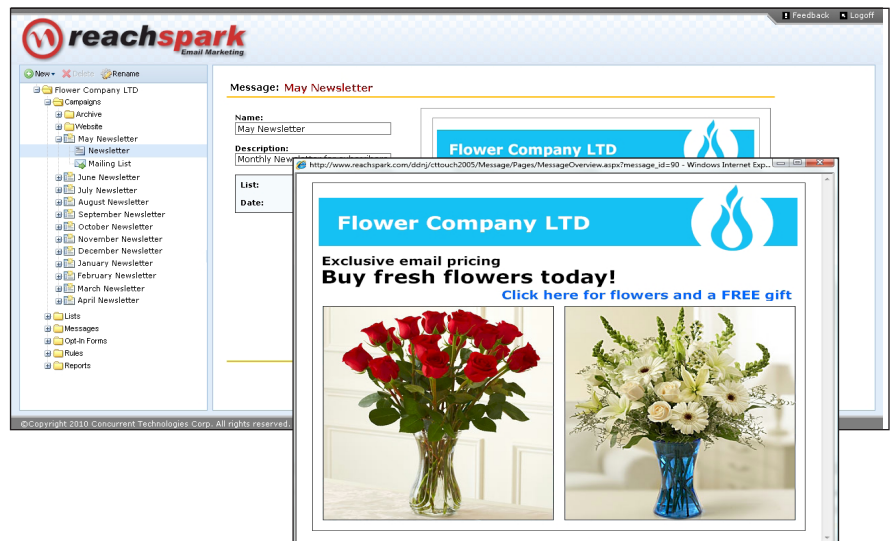 Feedback Logoff
reachspark
Email Marketing
New Delete Rename
Flower Company LTD
Campaigns
Archive
Website
May Newsletter
Newsletter
Mailing List
June Newsletter
July Newsletter
August Newsletter
September Newsletter
October Newsletter
November Newsletter
December Newsletter
January Newsletter
February Newsletter
March Newsletter
April Newsletter
Lists
Messages
Opt-In Forms
Rules
Reports
Message: May Newsletter
Name:
May Newsletter
Description:
Monthly
List:
Date:
Flower Company LTD
http://www.reachspark.com/ddnj/cttouch2005/Message/Pages/MessageOverview.aspx?message_id=90 - Windows Internet Exp...
Flower Company LTD
Exclusive email pricing
Buy fresh flowers today!
Click here for flowers and a FREE gift
©Copyright 2010 Concurrent Technologies Corp. All rights reserved.